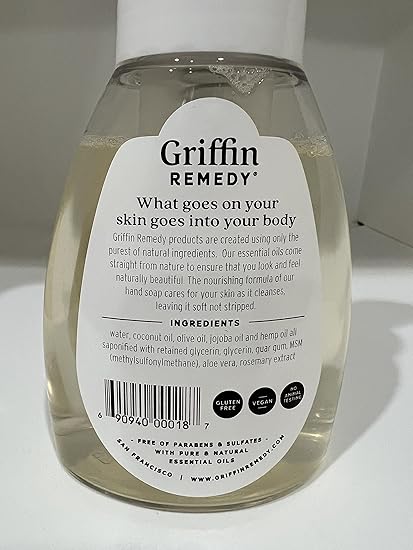 Griffin
REMEDY®
What goes on your
skin goes into your body
Griffin Remedy products are created using only the
purest of natural ingredients. Our essential oils come
straight from nature to ensure that you look and feel
naturally beautiful. The nourishing formula of our
hand soap cares for your skin as it cleanses,
leaving it soft not stripped.
INGREDIENTS
water, coconut oil, olive oil, jojoba oil and hemp oil all
saponified with retained glycerin, glycerin, guar gum, MSM
(methylsulfonylmethane), aloe vera, rosemary extract
GLUTEN
FREE
VEGAN
NO
ANIMAL
TESTING
6 90940 00018 7
- FREE OF PARABENS & SULFATES -
WITH PURE & NATURAL
ESSENTIAL OILS
SAN FRANCISCO | WWW.GRIFFINREMEDY.COM